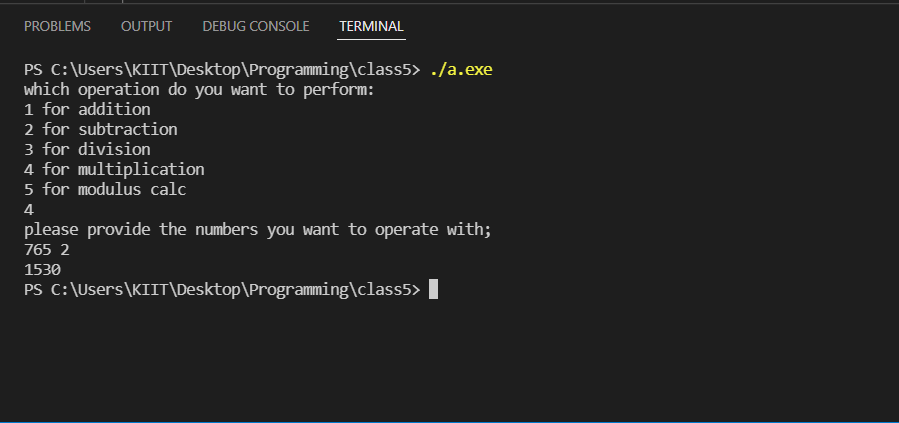 PROBLEMS OUTPUT DEBUG CONSOLE TERMINAL
PS C:\Users\KIIT\Desktop\Programming\class5> ./a.exe
which operation do you want to perform:
1 for addition
2 for subtraction
3 for division
4 for multiplication
5 for modulus calc
4
please provide the numbers you want to operate with;
765 2
1530
PS C:\Users\KIIT\Desktop\Programming\class5>